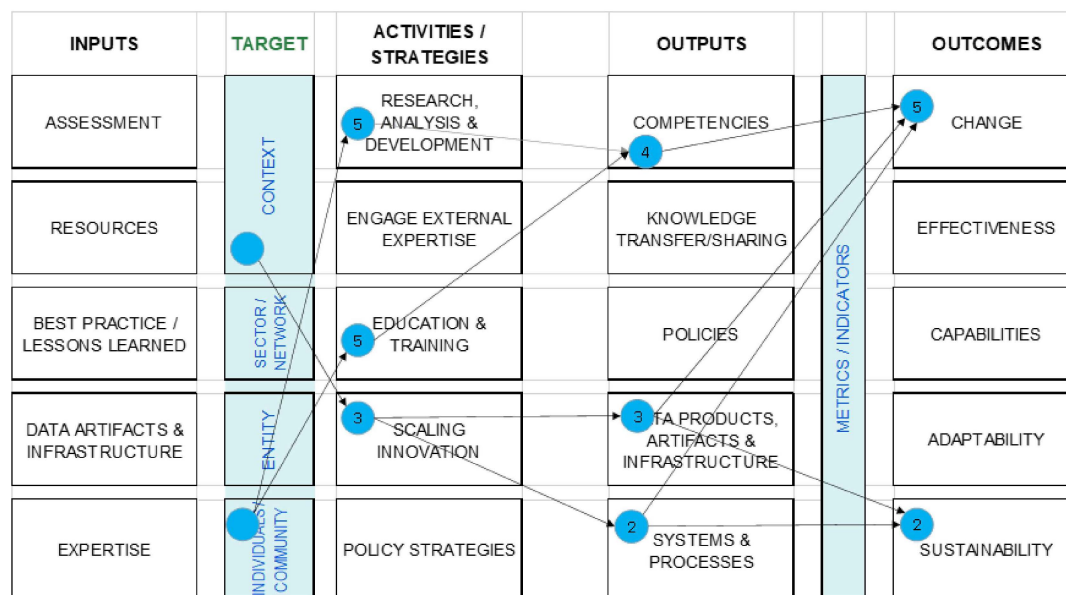 INPUTS
TARGET
ACTIVITIES /
STRATEGIES
OUTPUTS
OUTCOMES
ASSESSMENT
CONTEXT
5
RESEARCH,
ANALYSIS &
DEVELOPMENT
COMPETENCIES
4
5
CHANGE
RESOURCES
ENGAGE EXTERNAL
EXPERTISE
KNOWLEDGE
TRANSFER/SHARING
METRICS / INDICATORS
EFFECTIVENESS
BEST PRACTICE /
LESSONS LEARNED
SECTOR /
NETWORK
5
EDUCATION &
TRAINING
POLICIES
CAPABILITIES
DATA ARTIFACTS &
INFRASTRUCTURE
ENTITY
3
SCALING
INNOVATION
3
TA PRODUCTS,
ARTIFACTS &
INFRASTRUCTURE
ADAPTABILITY
EXPERTISE
INDIVIDUALS /
COMMUNITY
POLICY STRATEGIES
2
SYSTEMS &
PROCESSES
2
SUSTAINABILITY